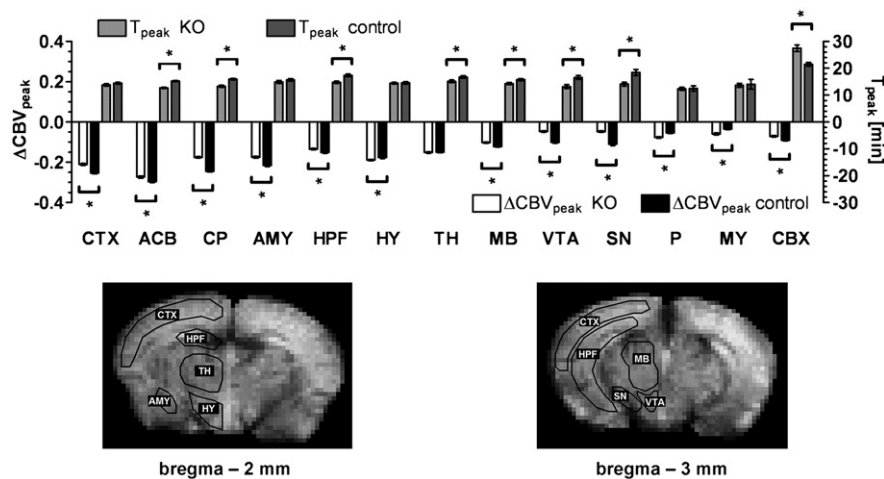 T_peak KO T_peak control
0.4 30
0.2 20
10
0.0 0
-0.2 -10
-20
-0.4 -30
ΔCBV_peak
T_peak [min]
* * * * * * * * *
* * * * * * * * * * * *
ΔCBV_peak KO ΔCBV_peak control
CTX ACB CP AMY HPF HY TH MB VTA SN P MY CBX
CTX
HPF
TH
AMY
HY
bregma – 2 mm
CTX
HPF
MB
SN
VTA
bregma – 3 mm